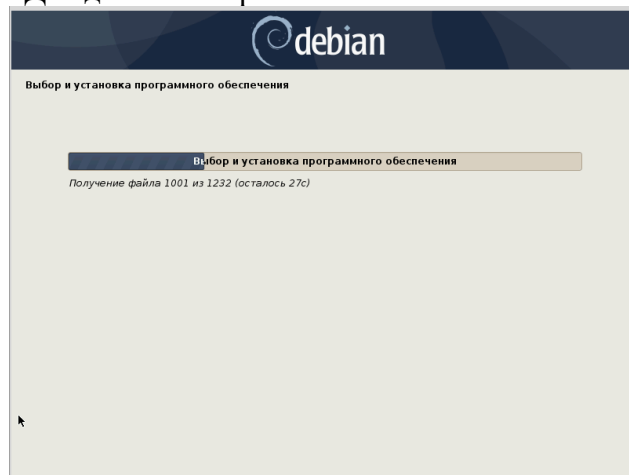 debian
Выбор и установка программного обеспечения
Выбор и установка программного обеспечения
Получение файла 1001 из 1232 (осталось 27с)